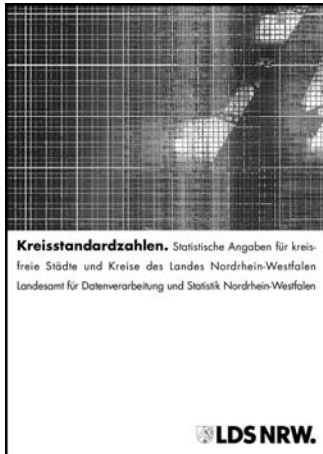 Kreisstandardzahlen. Statistische Angaben für kreis-
freie Städte und Kreise des Landes Nordrhein-Westfalen
Landesamt für Datenverarbeitung und Statistik Nordrhein-Westfalen
LDS NRW.